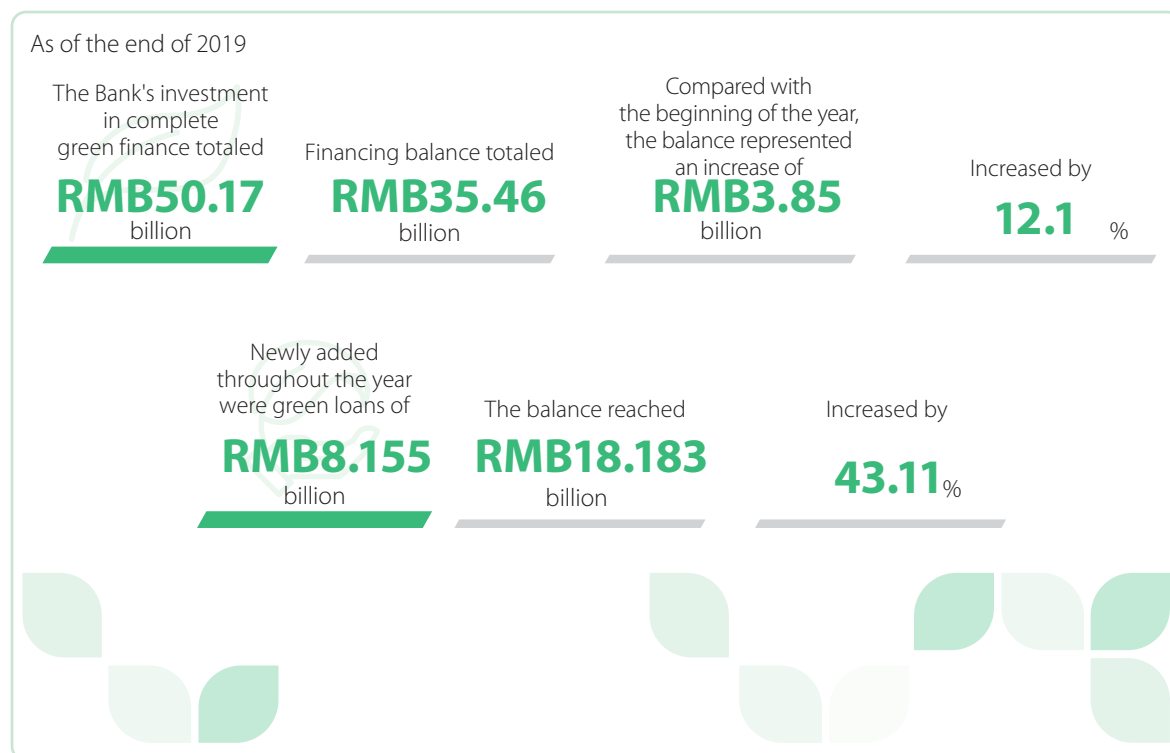 As of the end of 2019
The Bank's investment
in complete
green finance totaled
RMB50.17
billion
Financing balance totaled
RMB35.46
billion
Compared with
the beginning of the year,
the balance represented
an increase of
RMB3.85
billion
Increased by
12.1 %
Newly added
throughout the year
were green loans of
RMB8.155
billion
The balance reached
RMB18.183
billion
Increased by
43.11%